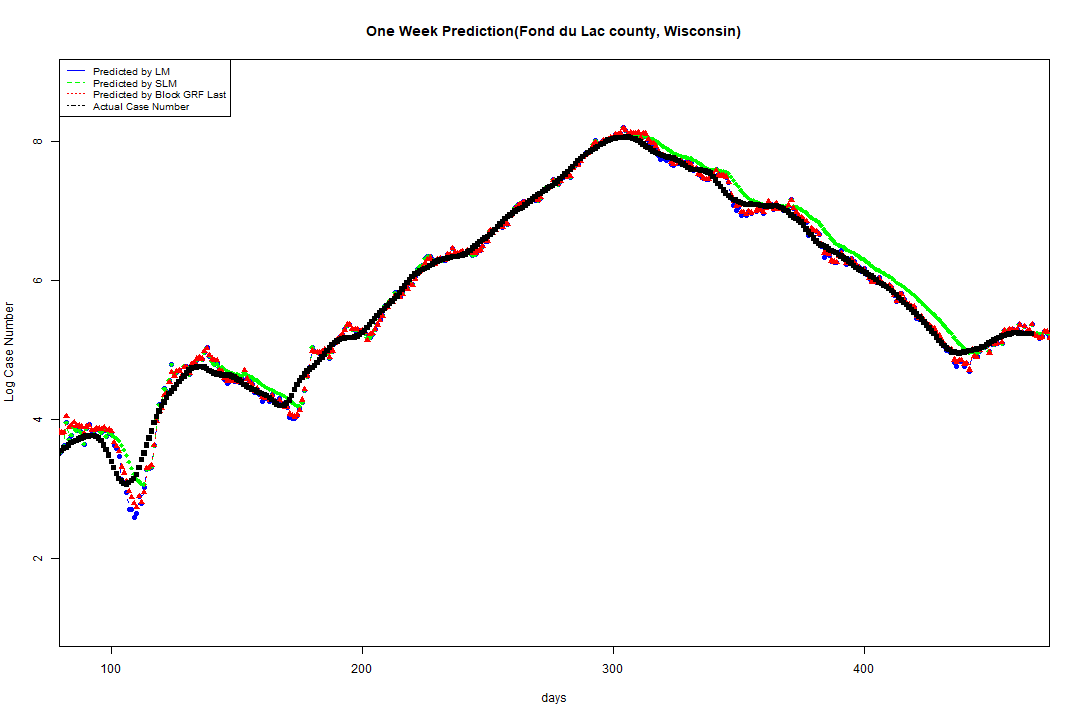 One Week Prediction(Fond du Lac county, Wisconsin)
Predicted by LM
Predicted by SLM
Predicted by Block GRF Last
Actual Case Number
8
6
4
2
Log Case Number
100 200 300 400
days